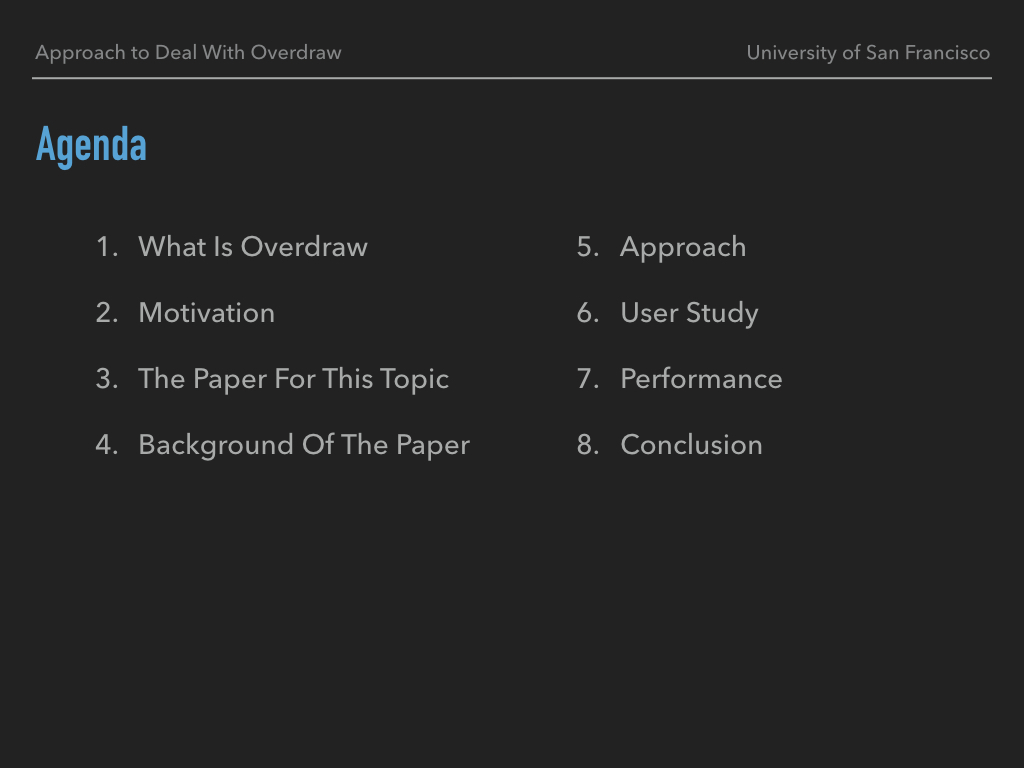 Approach to Deal With Overdraw
University of San Francisco
Agenda
1. What Is Overdraw
2. Motivation
3. The Paper For This Topic
4. Background Of The Paper
5. Approach
6. User Study
7. Performance
8. Conclusion